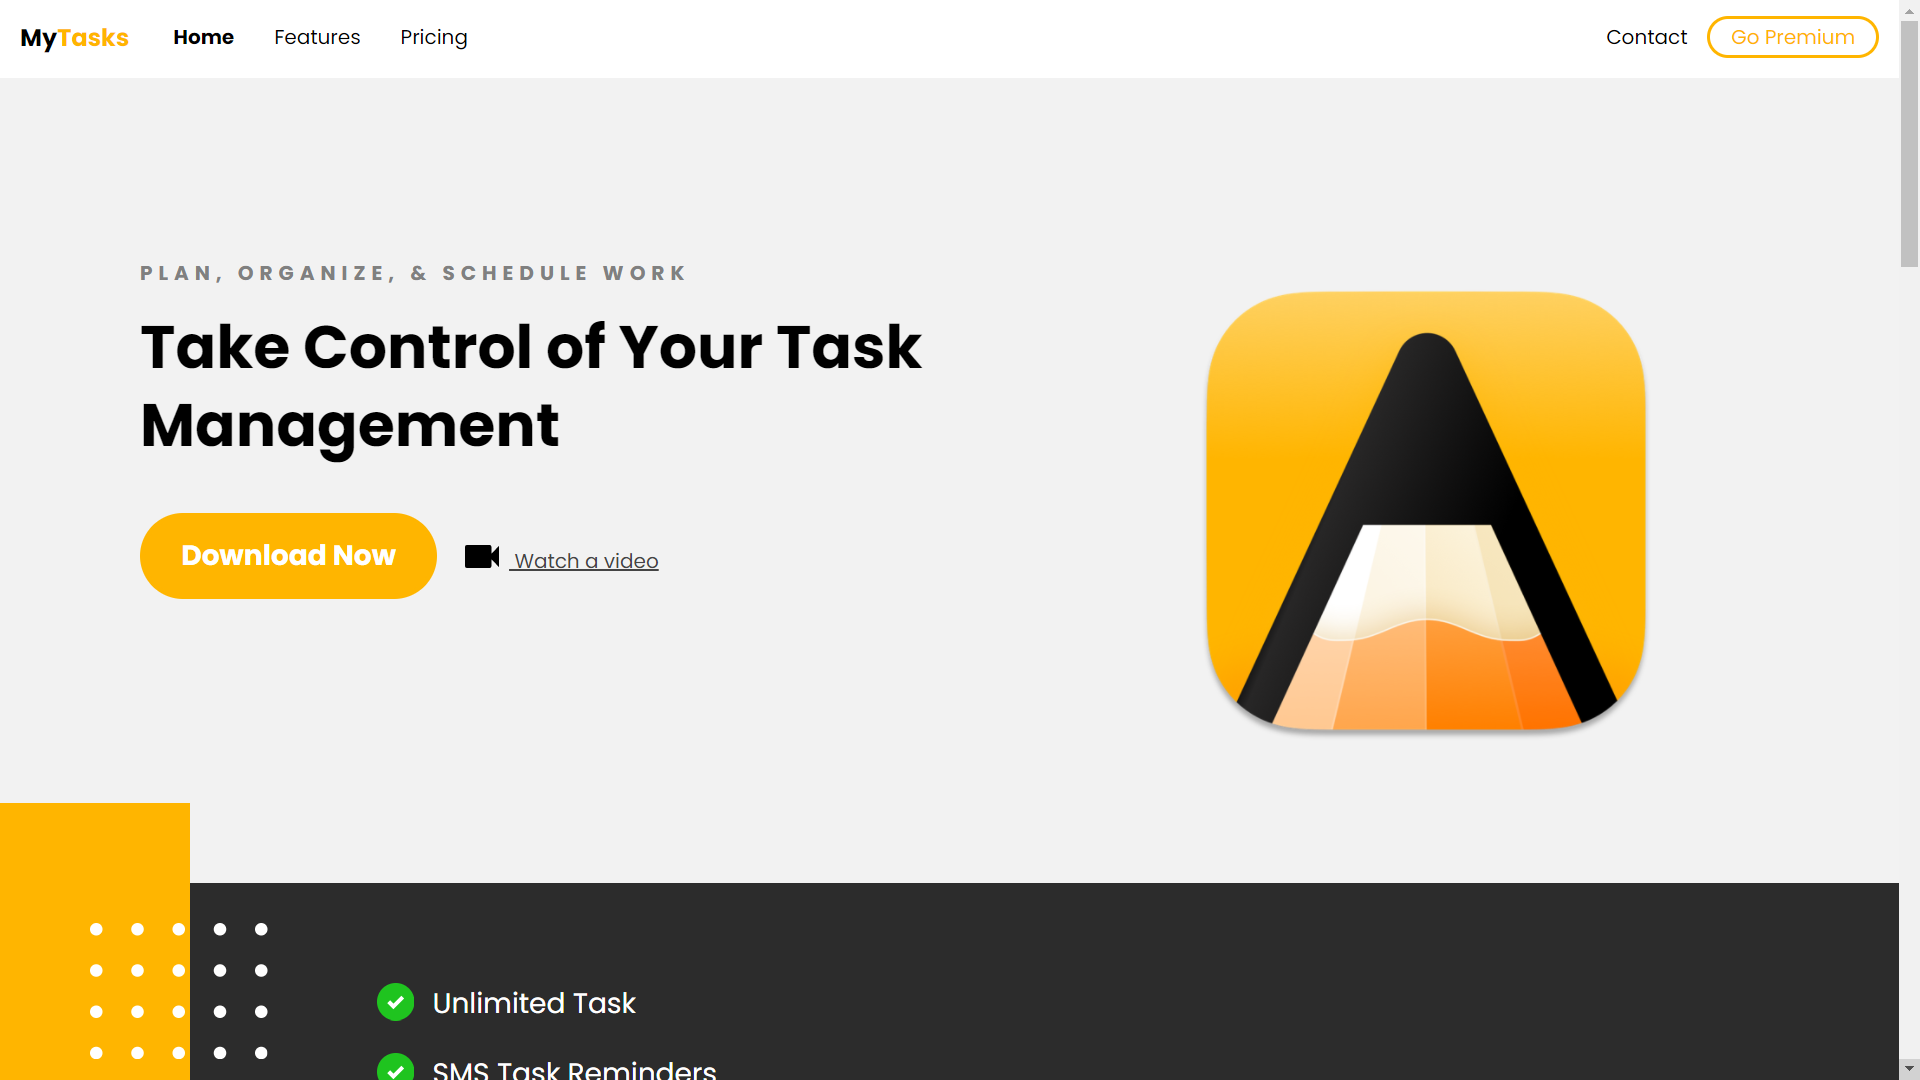 MyTasks Home Features Pricing Contact Go Premium
PLAN, ORGANIZE, & SCHEDULE WORK
Take Control of Your Task
Management
Download Now Watch a video
Unlimited Task
SMS Task Reminders